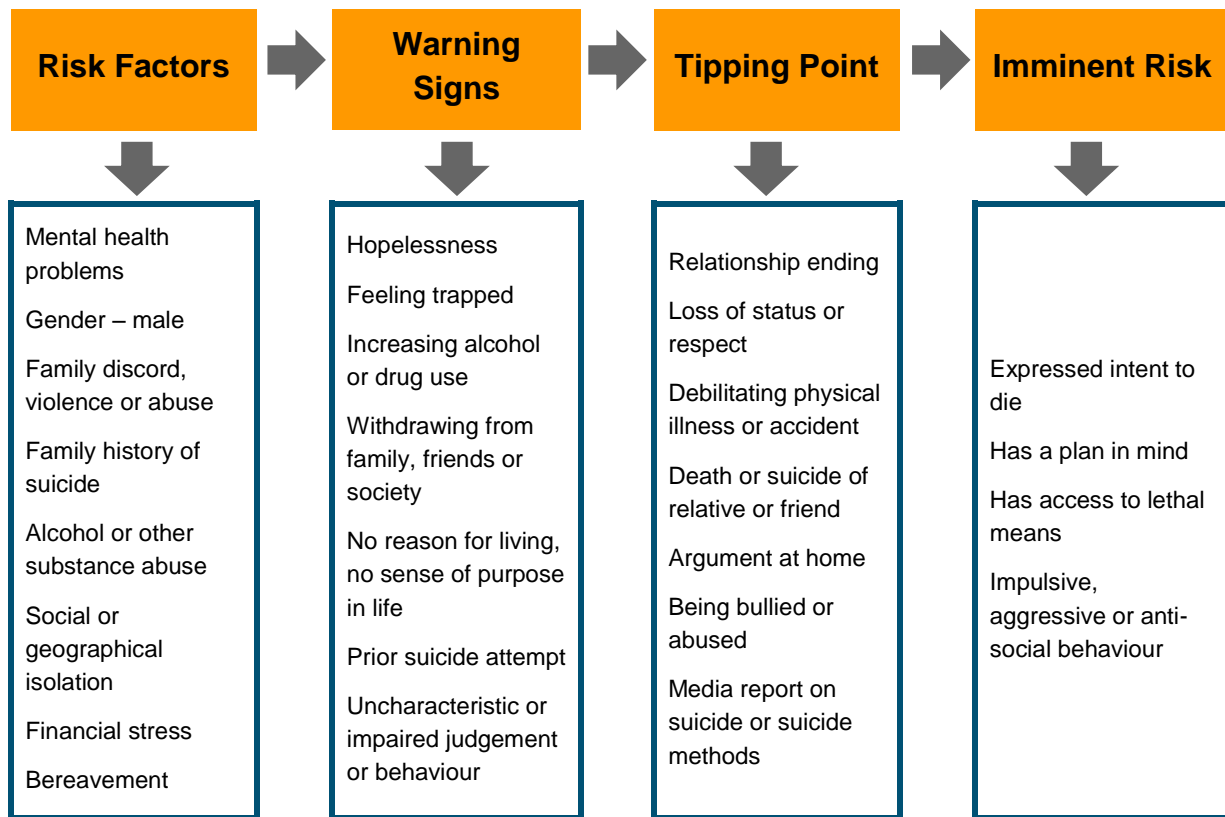 Risk Factors
Warning
Signs
Tipping Point
Imminent Risk
Mental health
problems
Gender – male
Family discord,
violence or abuse
Family history of
suicide
Alcohol or other
substance abuse
Social or
geographical
isolation
Financial stress
Bereavement
Hopelessness
Feeling trapped
Increasing alcohol
or drug use
Withdrawing from
family, friends or
society
No reason for living,
no sense of purpose
in life
Prior suicide attempt
Uncharacteristic or
impaired judgement
or behaviour
Relationship ending
Loss of status or
respect
Debilitating physical
illness or accident
Death or suicide of
relative or friend
Argument at home
Being bullied or
abused
Media report on
suicide or suicide
methods
Expressed intent to
die
Has a plan in mind
Has access to lethal
means
Impulsive,
aggressive or anti-
social behaviour